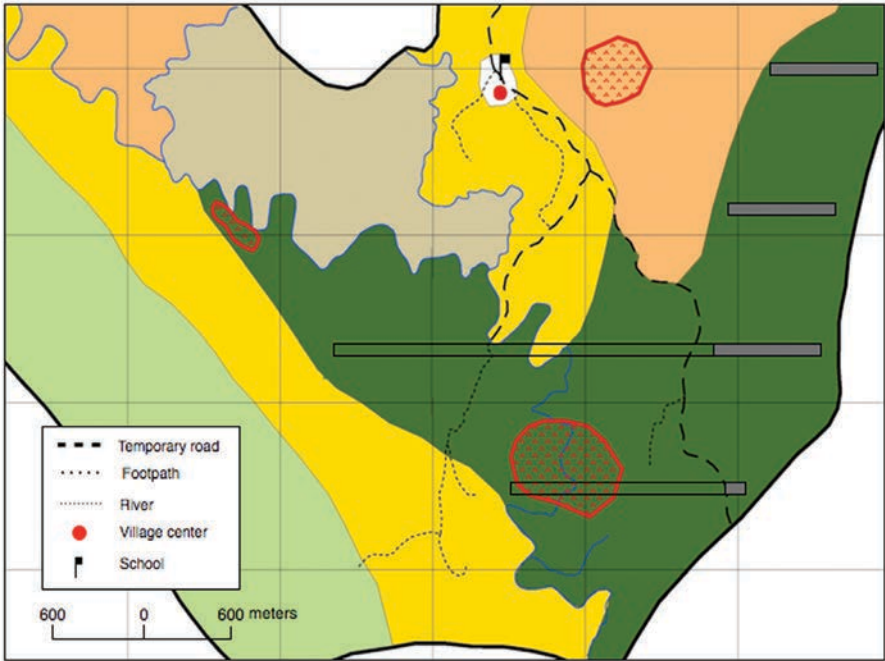 Temporary road
Footpath
River
Village center
School
600 0 600 meters